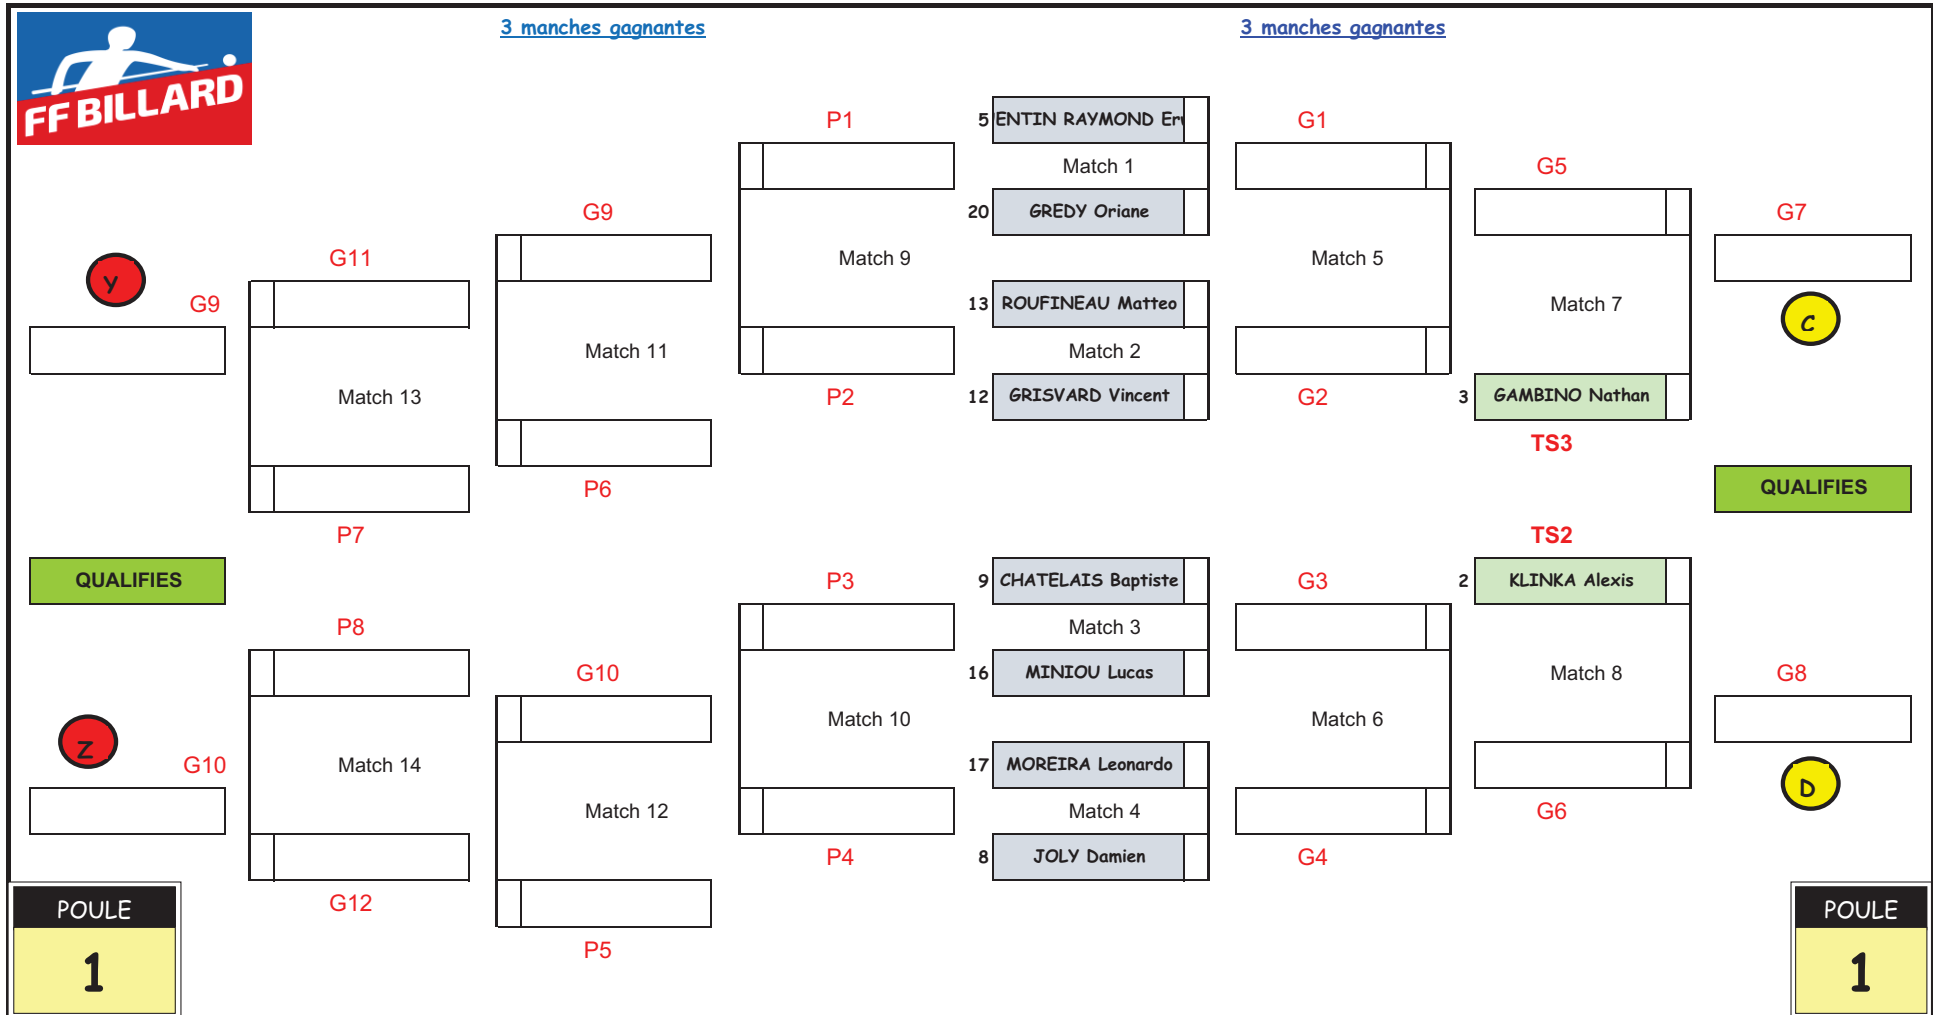 3 manches gagnantes
3 manches gagnantes
FFBILLARD
P1
5 ENTIN RAYMOND Er
G1
Match 1
G5
20 GREDY Oriane
G9
G7
G11
Match 9
Match 5
Y
G9
13 ROUFINEAU Matteo
Match 7
C
Match 11
Match 2
Match 13
P2
12 GRISVARD Vincent
G2
3 GAMBINO Nathan
TS3
P6
QUALIFIES
P7
TS2
QUALIFIES
P3
9 CHATELAIS Baptiste
G3
2 KLINKA Alexis
P8
Match 3
G10
16 MINIOU Lucas
Match 8
G8
Match 10
Match 6
Z
G10
Match 14
17 MOREIRA Leonardo
D
Match 12
Match 4
G6
P4
8 JOLY Damien
G4
G12
POULE
POULE
P5
1
1